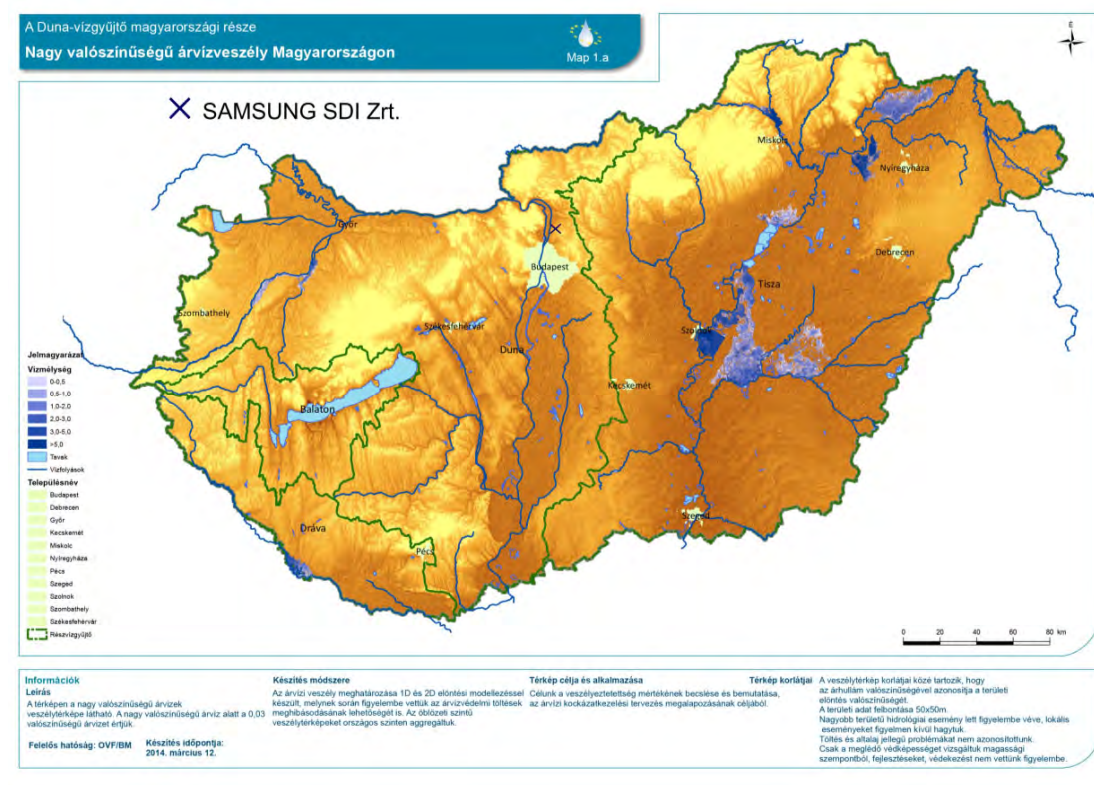 A Duna-vízgyűjtő magyarországi része
Nagy valószínűségű árvízveszély Magyarországon
Map 1.a
SAMSUNG SDI Zrt.
Miskolc
Nyíregyháza
Győr
Debrecen
Budapest
Tisza
Szombathely
Székesfehérvár
Szolnok
Duna
Kecskemét
Balaton
Szeged
Dráva
Pécs
Jelmagyarázat
Vízmélység
0-0,5
0,5-1,0
1,0-2,0
2,0-3,0
3,0-5,0
>5,0
Tavak
Vízfolyások
Településnév
Budapest
Debrecen
Győr
Kecskemét
Miskolc
Nyíregyháza
Pécs
Szeged
Szolnok
Szombathely
Székesfehérvár
Részvízgyűjtő
0 20 40 60 80 km
Információk
Leírás
A térképen a nagy valószínűségű árvizek
veszélytérképe látható. A nagy valószínűségű árvíz alatt a 0,03
valószínűségű árvizet értjük.
Felelős hatóság: OVF/BM
Készítés időpontja:
2014. március 12.
Készítés módszere
Az árvízi veszély meghatározása 1D és 2D elöntési modellezéssel
készült, melynek során figyelembe vettük az árvízvédelmi töltések
meghibásodásának lehetőségét is. Az öblözeti szintű
veszélytérképeket országos szinten aggregáltuk.
Térkép célja és alkalmazása
Célunk a veszélyeztetettség mértékének becslése és bemutatása,
az árvízi kockázatkezelési tervezés megalapozásának céljából.
Térkép korlátjai
A veszélytérkép korlátjai közé tartozik, hogy
az árhullám valószínűségével azonosítja a területi
elöntés valószínűségét.
A területi adat felbontása 50x50m.
Nagyobb területű hidrológiai esemény lett figyelembe véve, lokális
eseményeket figyelmen kívül hagytuk.
Töltés és altalaj jellegű problémákat nem azonosítottunk.
Csak a meglédő védképességet vizsgáltuk magassági
szempontból, fejlesztéseket, védekezést nem vettünk figyelembe.